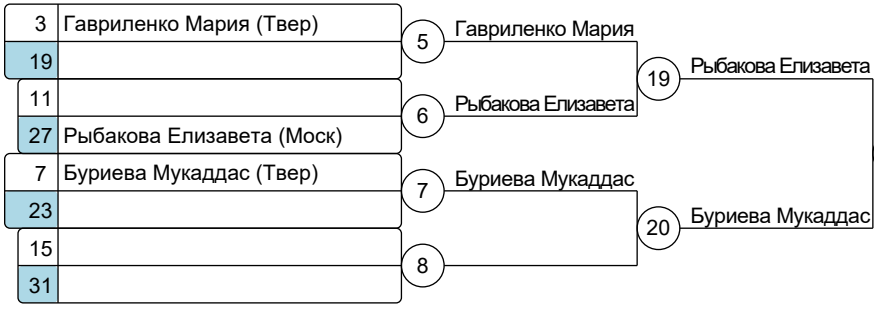 3 Гавриленко Мария (Твер)
19
5
Гавриленко Мария
11
27 Рыбакова Елизавета (Моск)
6
Рыбакова Елизавета
19
Рыбакова Елизавета
7 Буриева Мукаддас (Твер)
23
7
Буриева Мукаддас
15
31
8
20
Буриева Мукаддас